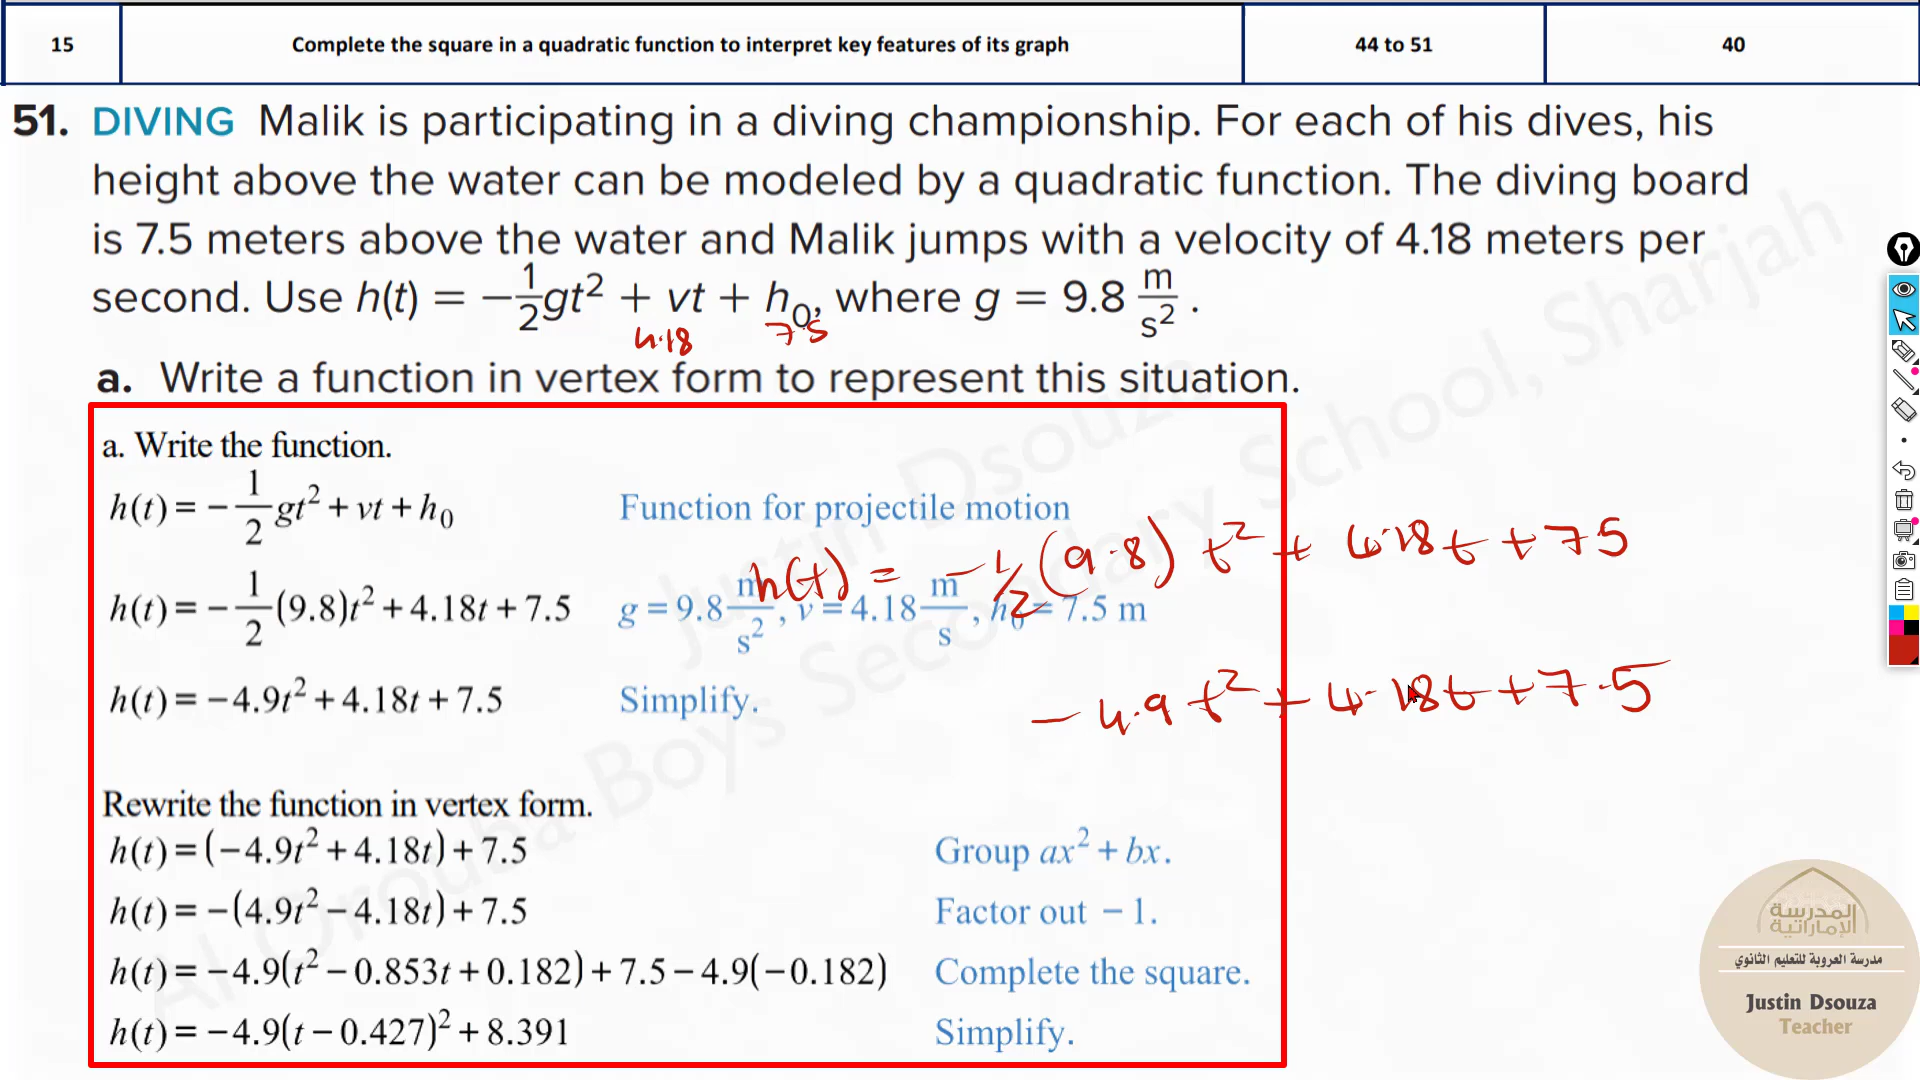 15 Complete the square in a quadratic function to interpret key features of its graph 44 to 51 40
51. DIVING Malik is participating in a diving championship. For each of his dives, his
height above the water can be modeled by a quadratic function. The diving board
is 7.5 meters above the water and Malik jumps with a velocity of 4.18 meters per
second. Use h(t) = −1/2gt² + vt + h₀, where g = 9.8 m/s².
4.18 7.5
a. Write a function in vertex form to represent this situation.
a. Write the function.
h(t) = −1/2 gt² + vt + h₀ Function for projectile motion
h(t) = −1/2 (9.8) t² + 4.18t + 7.5
h(t) = −1/2 (9.8)t² + 4.18t + 7.5 g = 9.8 m/s², v = 4.18 m/s, h₀ = 7.5 m
h(t) = −4.9t² + 4.18t + 7.5 Simplify.
−4.9t² + 4.18t + 7.5
Rewrite the function in vertex form.
h(t) = (−4.9t² + 4.18t) + 7.5 Group ax² + bx.
h(t) = −(4.9t² − 4.18t) + 7.5 Factor out − 1.
h(t) = −4.9(t² − 0.853t + 0.182) + 7.5 − 4.9(−0.182) Complete the square.
h(t) = −4.9(t − 0.427)² + 8.391 Simplify.
Justin Dsouza
Al Orouba Boys Secondary School, Sharjah
المدرسة
الإماراتية
مدرسة العروبة للتعليم الثانوي
Justin Dsouza
Teacher